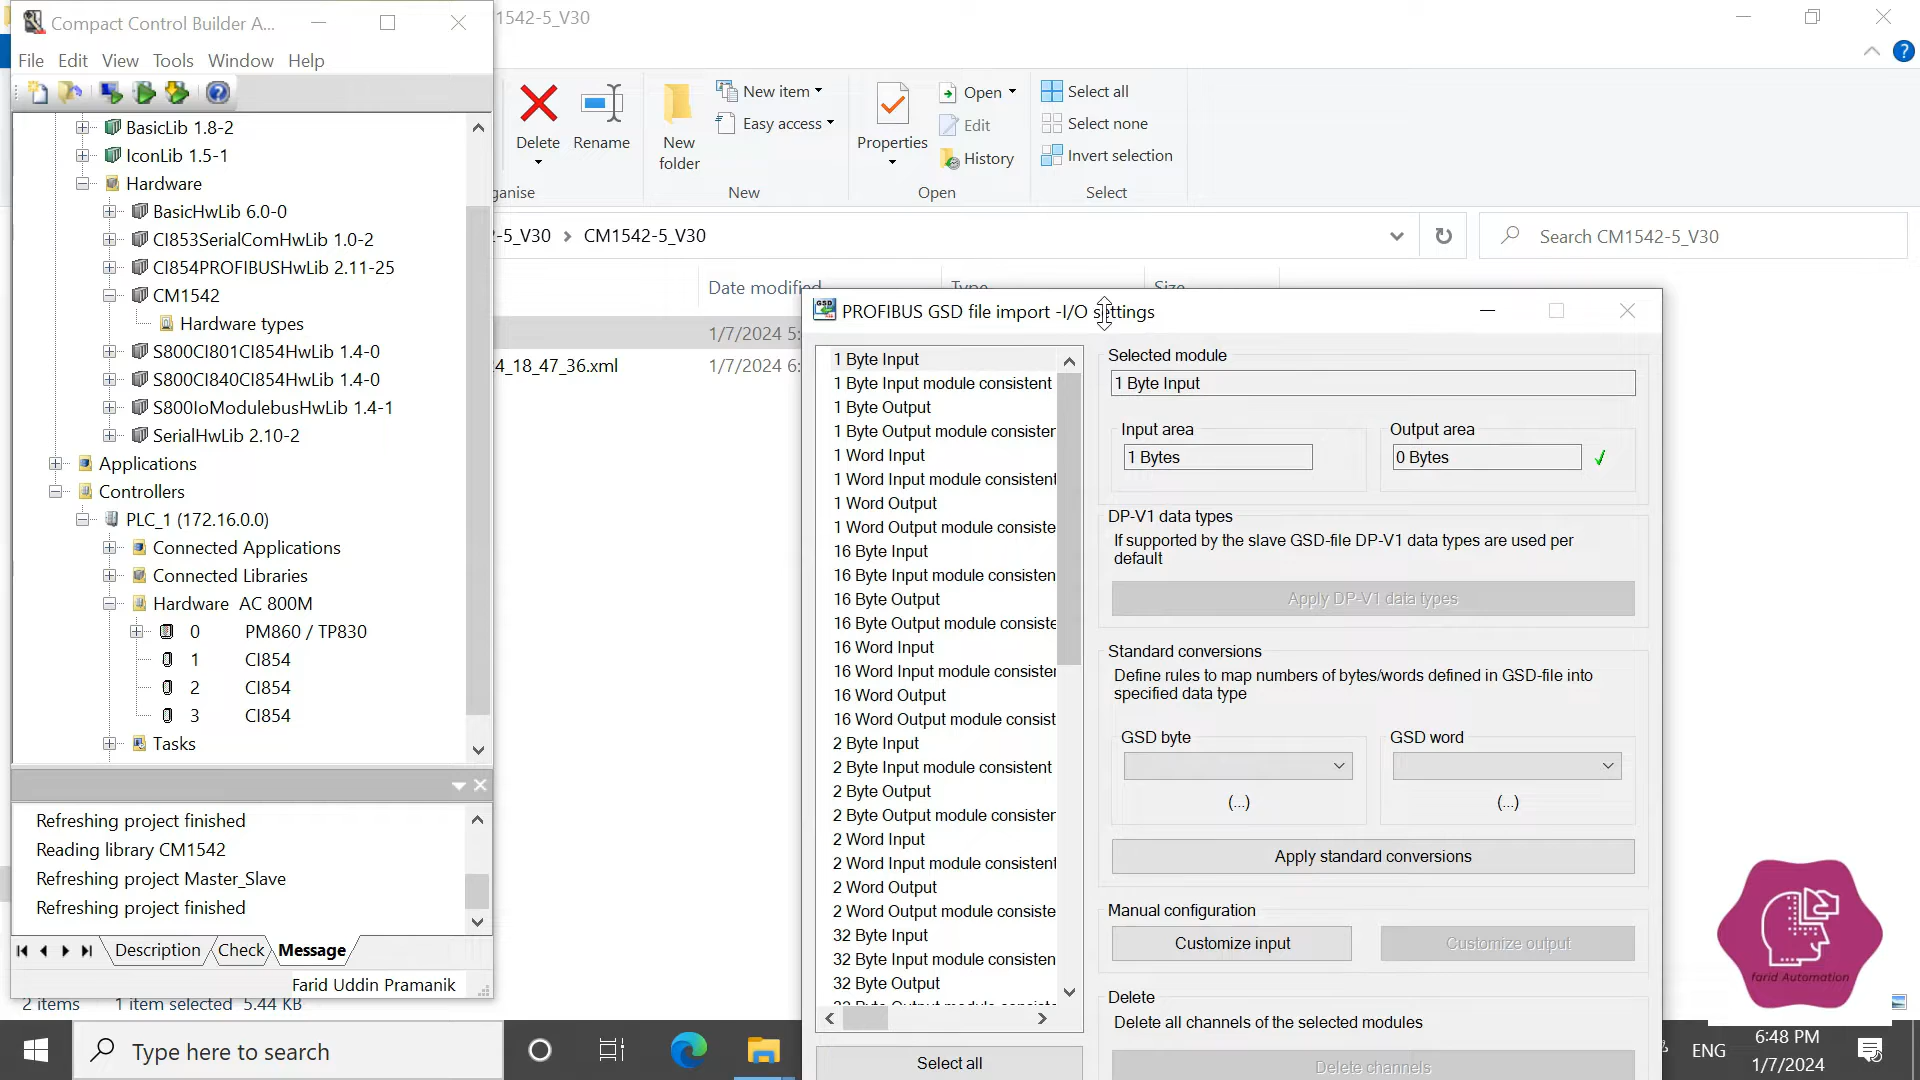 Compact Control Builder A...
File Edit View Tools Window Help
BasicLib 1.8-2
IconLib 1.5-1
Hardware
BasicHwLib 6.0-0
CI853SerialComHwLib 1.0-2
CI854PROFIBUSHwLib 2.11-25
CM1542
Hardware types
S800CI801CI854HwLib 1.4-0
S800CI840CI854HwLib 1.4-0
S800IoModulebusHwLib 1.4-1
SerialHwLib 2.10-2
Applications
Controllers
PLC_1 (172.16.0.0)
Connected Applications
Connected Libraries
Hardware AC 800M
0 PM860 / TP830
1 CI854
2 CI854
3 CI854
Tasks
Refreshing project finished
Reading library CM1542
Refreshing project Master_Slave
Refreshing project finished
Description Check Message
Farid Uddin Pramanik
2 items 1 item selected 5.44 KB
1542-5_V30
Delete
Rename
New folder
New item
Easy access
Properties
Open
Edit
History
Select all
Select none
Invert selection
ganise
New
Open
Select
2-5_V30 > CM1542-5_V30
Search CM1542-5_V30
Date modified Type Size
1/7/2024 5:
4_18_47_36.xml 1/7/2024 6:
PROFIBUS GSD file import -I/O settings
1 Byte Input
1 Byte Input module consistent
1 Byte Output
1 Byte Output module consister
1 Word Input
1 Word Input module consistent
1 Word Output
1 Word Output module consiste
16 Byte Input
16 Byte Input module consisten
16 Byte Output
16 Byte Output module consiste
16 Word Input
16 Word Input module consister
16 Word Output
16 Word Output module consist
2 Byte Input
2 Byte Input module consistent
2 Byte Output
2 Byte Output module consister
2 Word Input
2 Word Input module consistent
2 Word Output
2 Word Output module consiste
32 Byte Input
32 Byte Input module consisten
32 Byte Output
Select all
Selected module
1 Byte Input
Input area
1 Bytes
Output area
0 Bytes
DP-V1 data types
If supported by the slave GSD-file DP-V1 data types are used per
default
Apply DP-V1 data types
Standard conversions
Define rules to map numbers of bytes/words defined in GSD-file into
specified data type
GSD byte
(...)
GSD word
(...)
Apply standard conversions
Manual configuration
Customize input
Customize output
Delete
Delete all channels of the selected modules
Delete channels
farid Automation
Type here to search
ENG
6:48 PM
1/7/2024